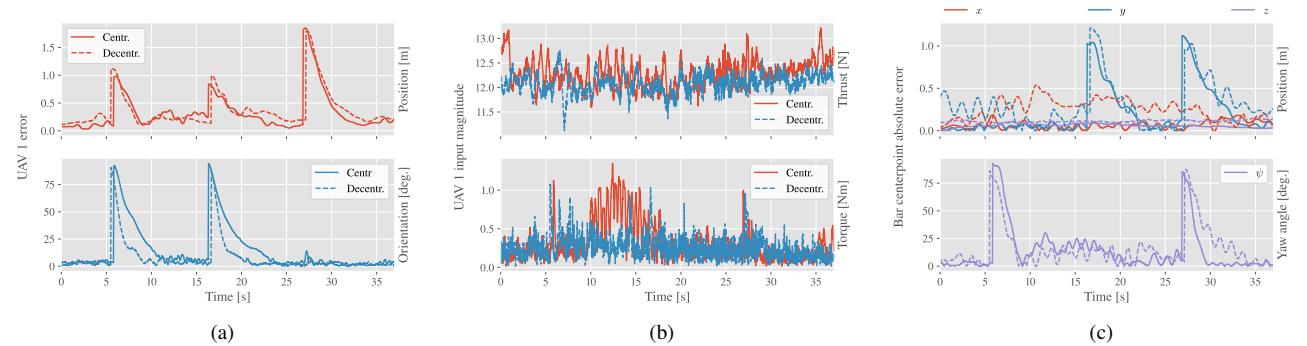 Centr.
Decentr.
1.5
1.0
0.5
0.0
Position [m]
UAV 1 error
Centr
Decentr.
75
50
25
0
Orientation [deg.]
0 5 10 15 20 25 30 35
Time [s]
(a)
13.0
12.5
12.0
11.5
Centr.
Decentr.
Thrust [N]
UAV 1 input magnitude
Centr.
Decentr.
1.0
0.5
0.0
Torque [Nm]
0 5 10 15 20 25 30 35
Time [s]
(b)
x y z
1.0
0.5
0.0
Position [m]
Bar centerpoint absolute error
ψ
75
50
25
0
Yaw angle [deg.]
0 5 10 15 20 25 30 35
Time [s]
(c)